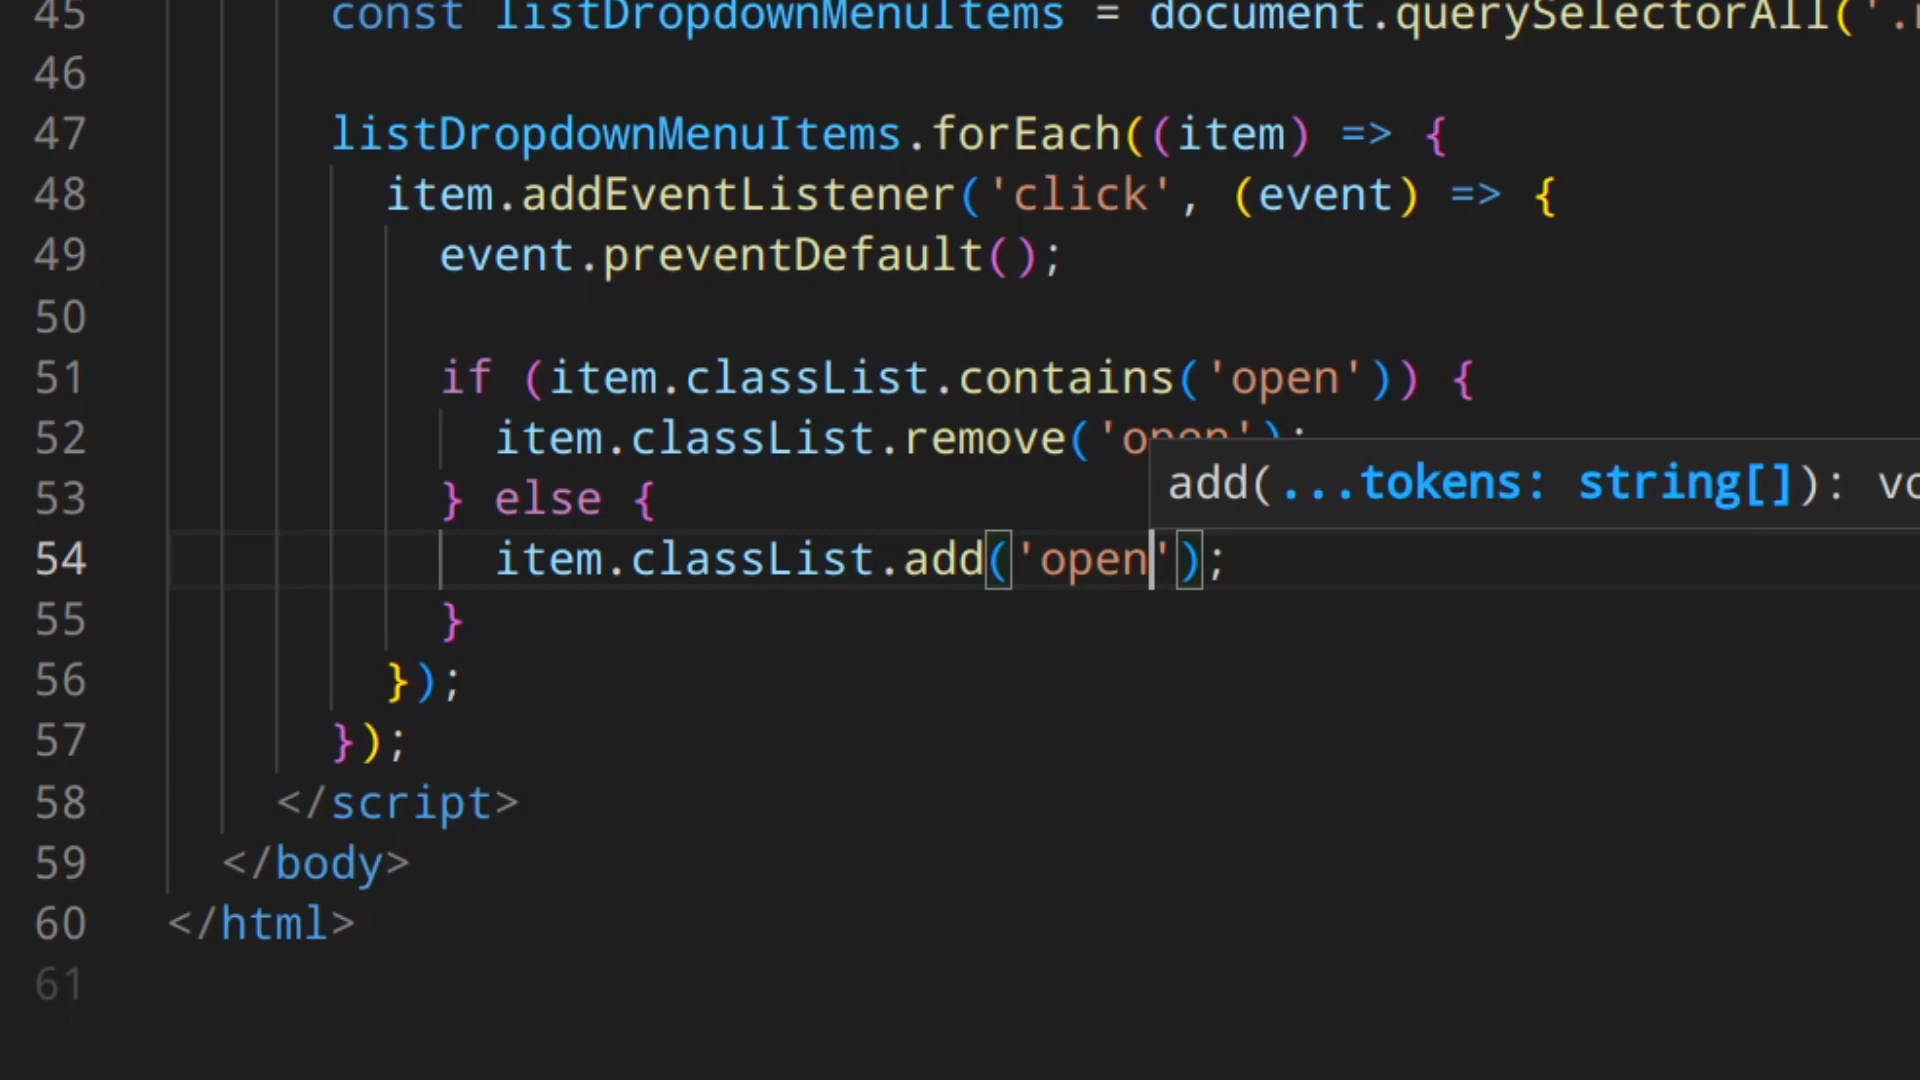 45 const listDropdownMenuItems = document.querySelectorAll('.
46
47 listDropdownMenuItems.forEach((item) => {
48 item.addEventListener('click', (event) => {
49 event.preventDefault();
50
51 if (item.classList.contains('open')) {
52 item.classList.remove('open');
add(...tokens: string[]): vo
53 } else {
54 item.classList.add('open');
55 }
56 });
57 });
58 </script>
59 </body>
60 </html>
61